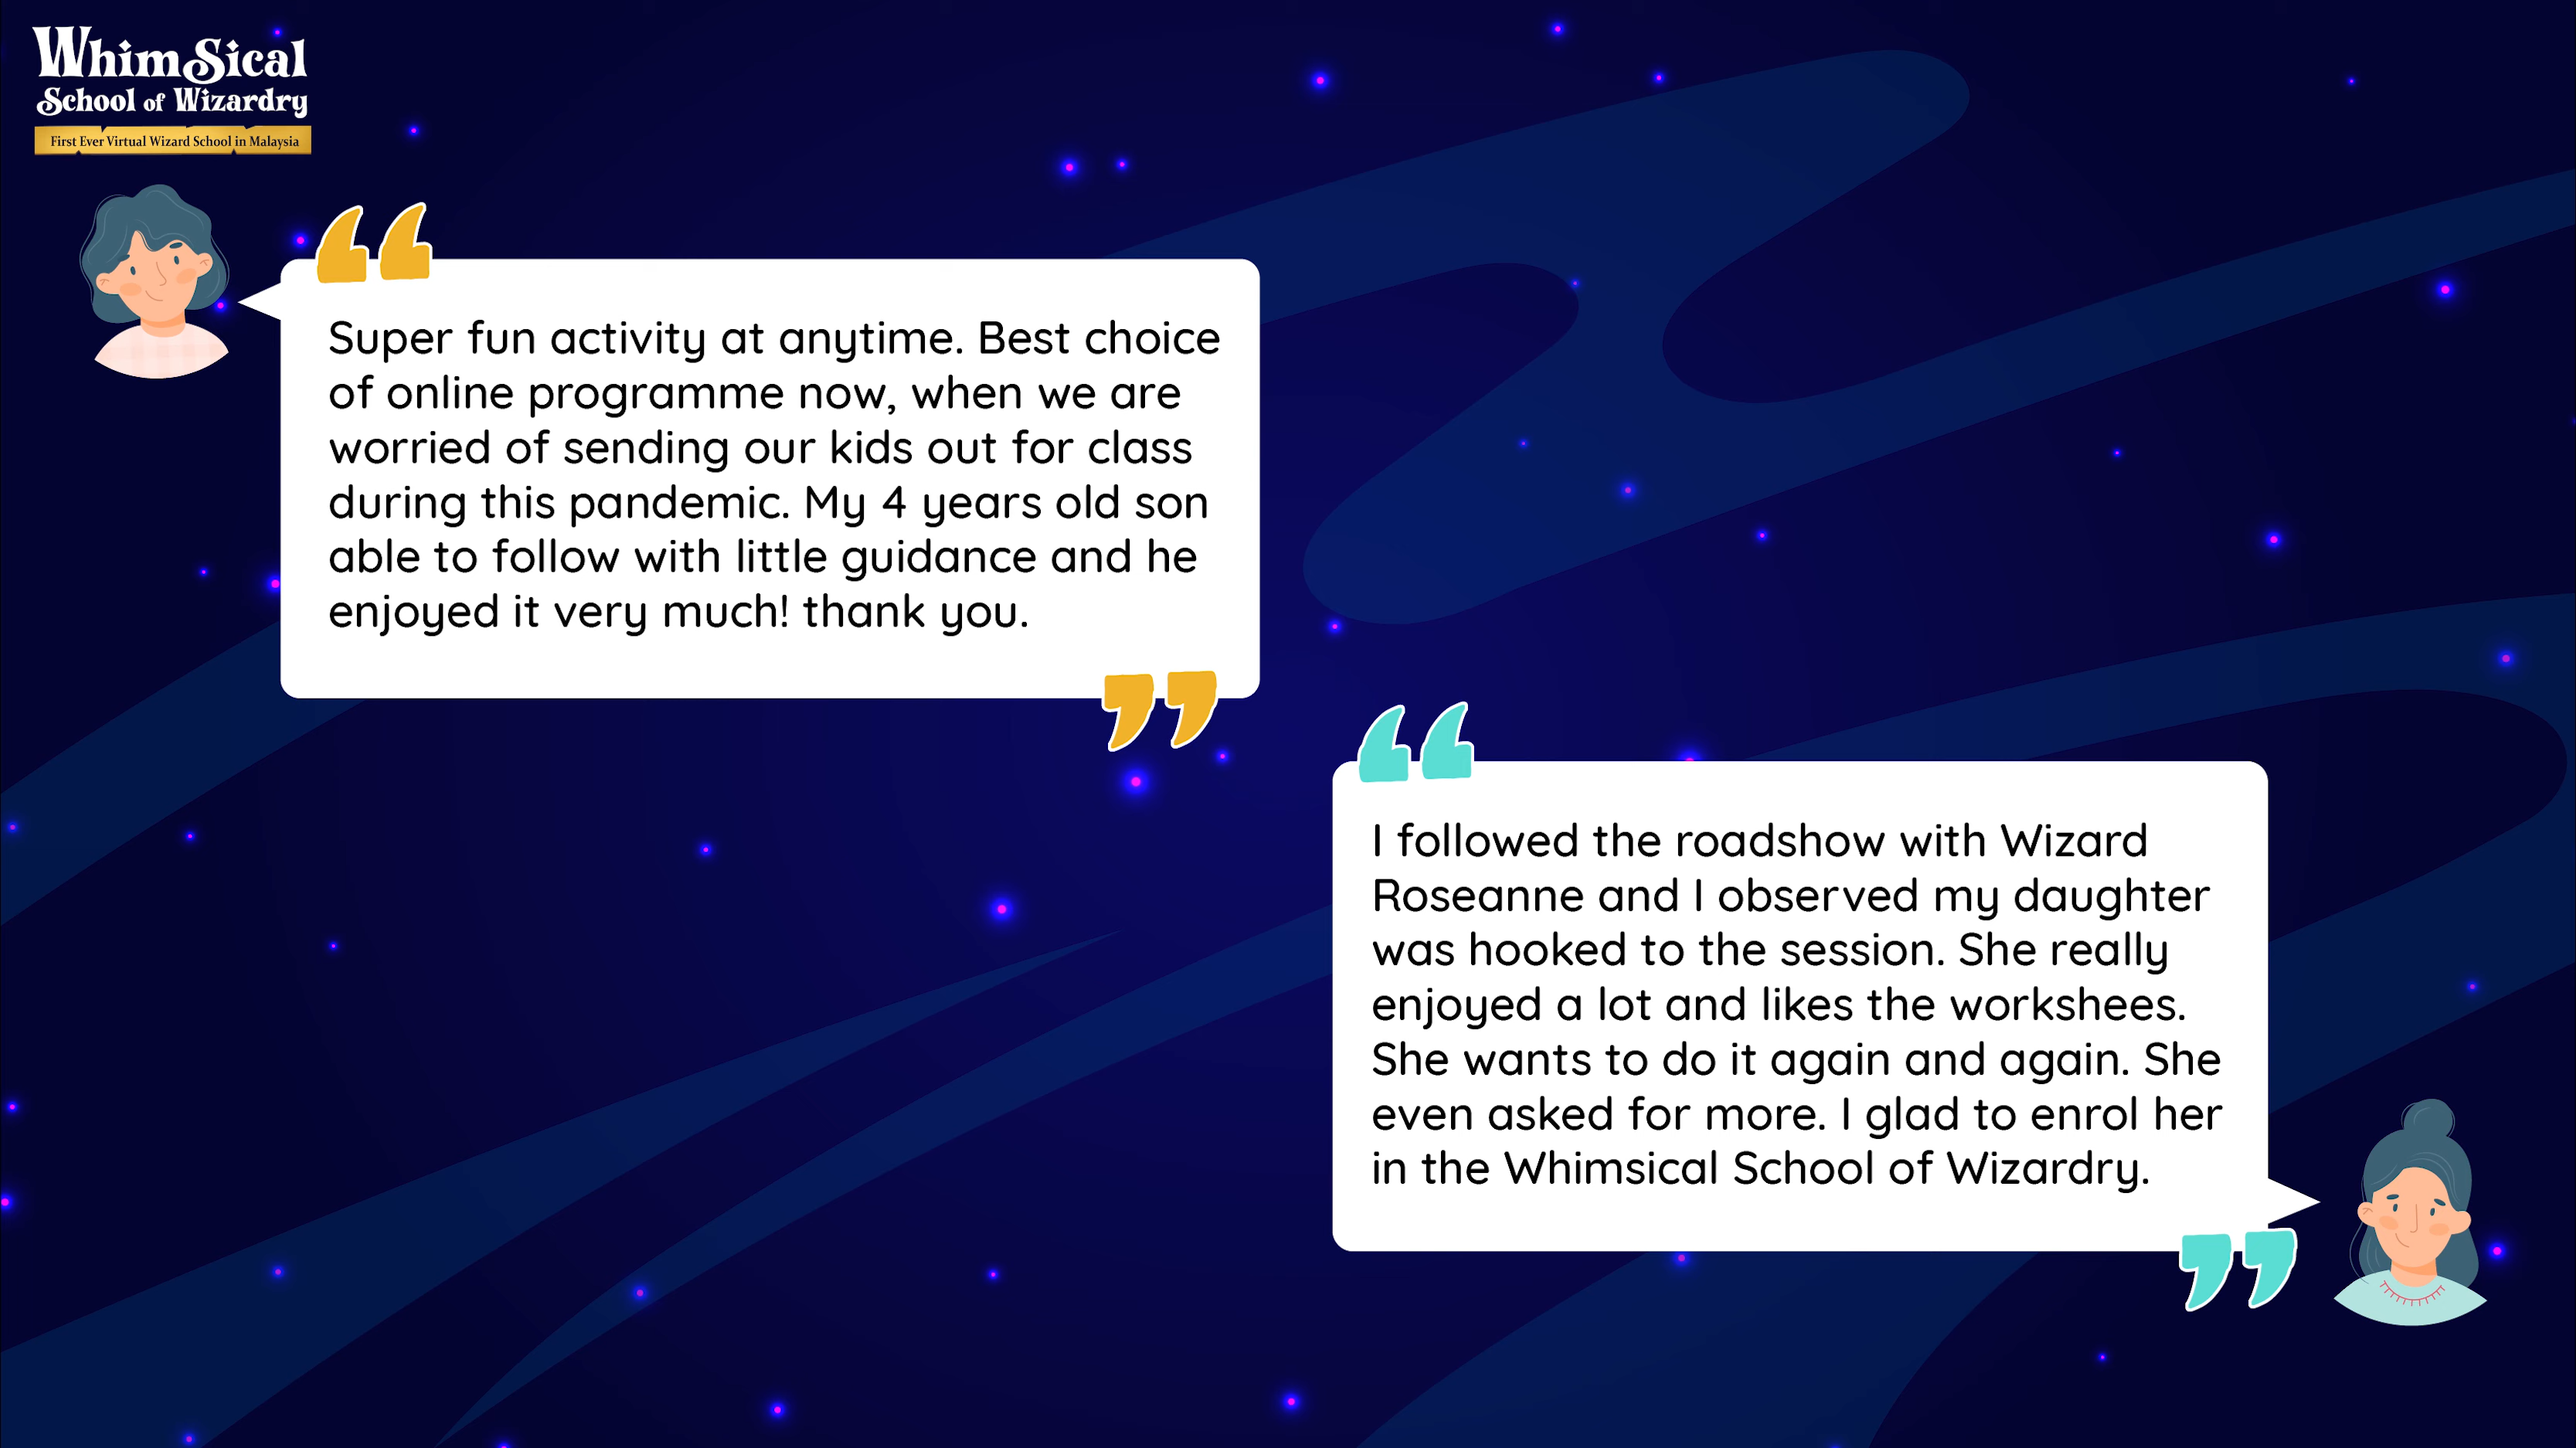 WhimSical
School of Wizardry
First Ever Virtual Wizard School in Malaysia
Super fun activity at anytime. Best choice
of online programme now, when we are
worried of sending our kids out for class
during this pandemic. My 4 years old son
able to follow with little guidance and he
enjoyed it very much! thank you.
I followed the roadshow with Wizard
Roseanne and I observed my daughter
was hooked to the session. She really
enjoyed a lot and likes the workshees.
She wants to do it again and again. She
even asked for more. I glad to enrol her
in the Whimsical School of Wizardry.